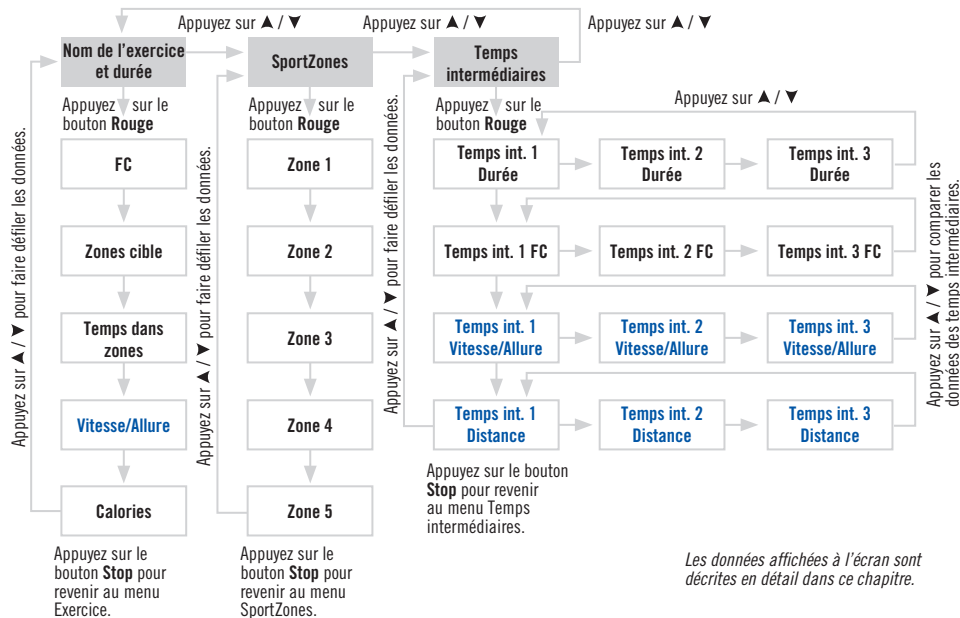 Appuyez sur ▲ / ▼
Appuyez sur ▲ / ▼
Appuyez sur ▲ / ▼
Nom de l’exercice
et durée
SportZones
Temps
intermédiaires
Appuyez sur le
bouton Rouge
Appuyez sur le
bouton Rouge
Appuyez sur le
bouton Rouge
Appuyez sur ▲ / ▼ pour faire défiler les données.
FC
Zones cible
Temps dans
zones
Vitesse/Allure
Calories
Appuyez sur le
bouton Stop pour
revenir au menu
Exercice.
Appuyez sur ▲ / ▼ pour faire défiler les données.
Zone 1
Zone 2
Zone 3
Zone 4
Zone 5
Appuyez sur le
bouton Stop pour
revenir au menu
SportZones.
Appuyez sur ▲ / ▼ pour faire défiler les données.
Appuyez sur ▲ / ▼
Temps int. 1
Durée
Temps int. 2
Durée
Temps int. 3
Durée
Temps int. 1 FC
Temps int. 2 FC
Temps int. 3 FC
Temps int. 1
Vitesse/Allure
Temps int. 2
Vitesse/Allure
Temps int. 3
Vitesse/Allure
Temps int. 1
Distance
Temps int. 2
Distance
Temps int. 3
Distance
Appuyez sur ▲ / ▼ pour comparer les
données des temps intermédiaires.
Appuyez sur le bouton
Stop pour revenir
au menu Temps
intermédiaires.
Les données affichées à l’écran sont
décrites en détail dans ce chapitre.